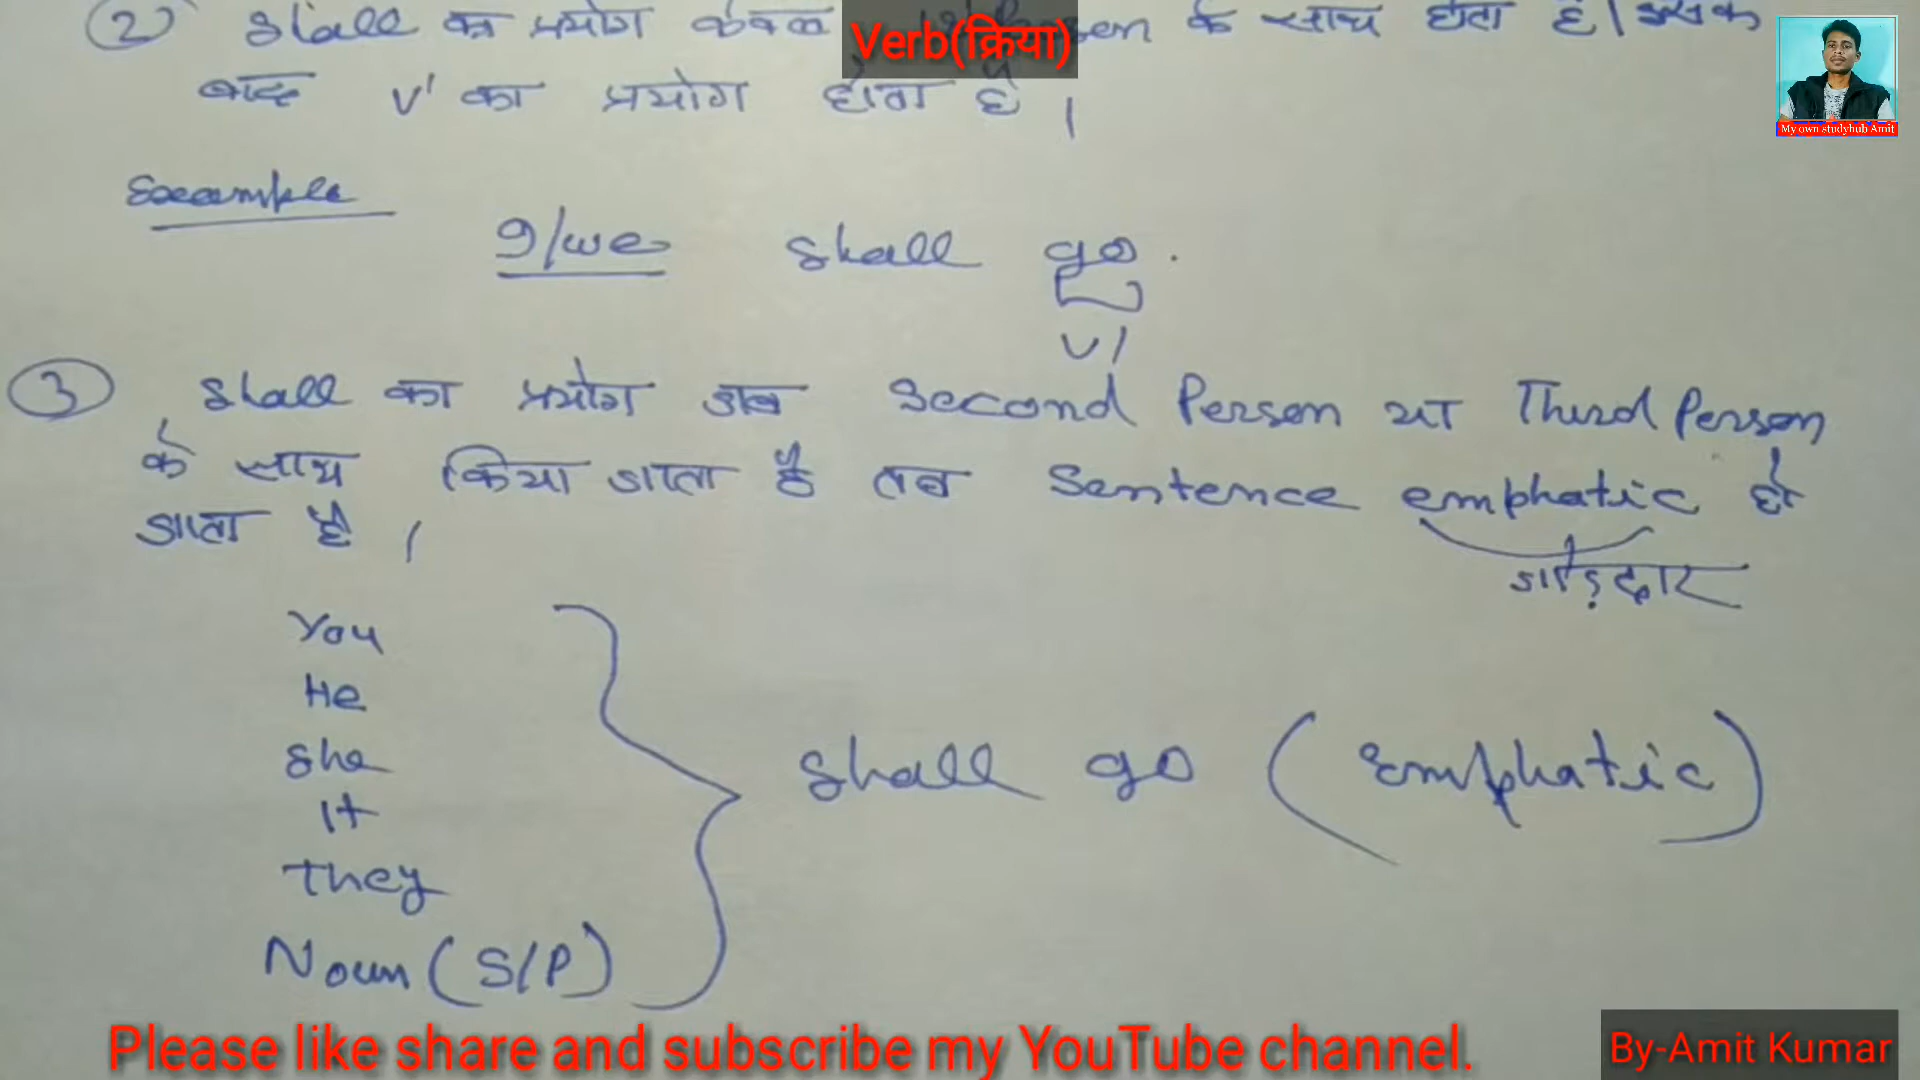 ② Shall का प्रयोग केवल Person के साथ होता है। इसके
बाद V¹ का प्रयोग होता है।
Verb(क्रिया)
My own studyhub Amit
Example
I/we shall go.
V1
③ Shall का प्रयोग जब Second Person या Third Person
के साथ किया जाता है तब Sentence emphatic हो
जाता है।
जोड़दार
You
He
She
It
They
Noun (S/P)
Shall go (Emphatic)
Please like share and subscribe my YouTube channel.
By-Amit Kumar